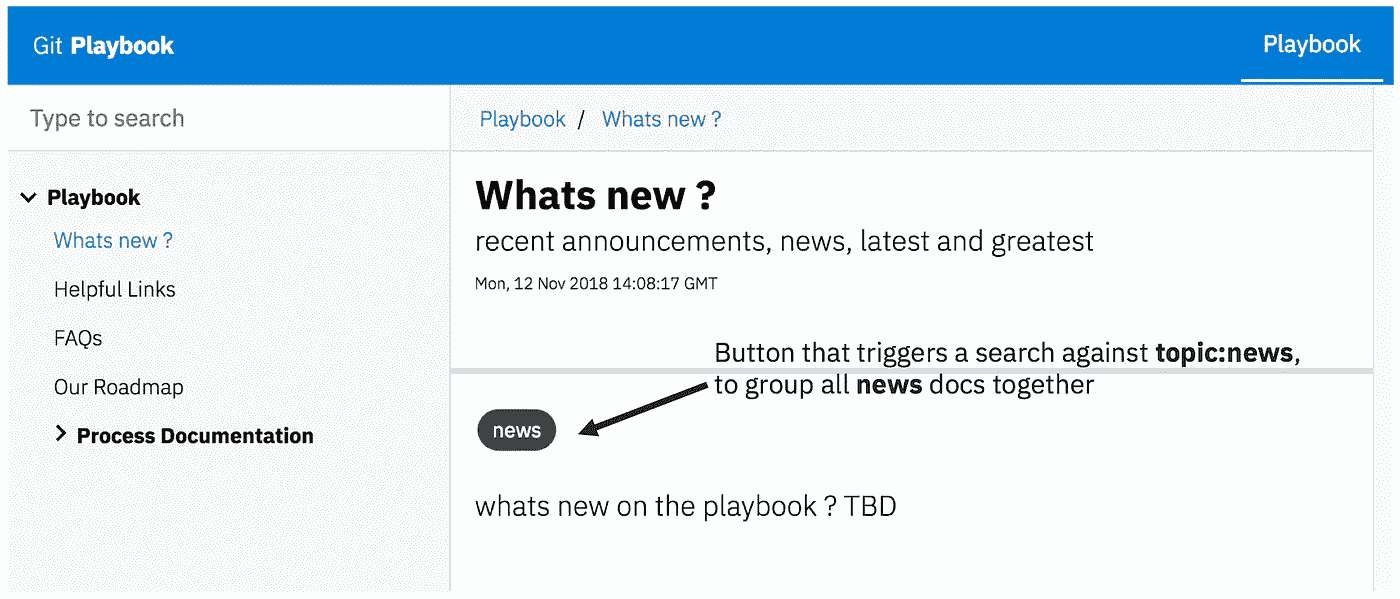 Git Playbook
Playbook
Type to search
Playbook / Whats new ?
Playbook
Whats new ?
Helpful Links
FAQs
Our Roadmap
Process Documentation
Whats new ?
recent announcements, news, latest and greatest
Mon, 12 Nov 2018 14:08:17 GMT
Button that triggers a search against topic:news,
to group all news docs together
news
whats new on the playbook ? TBD